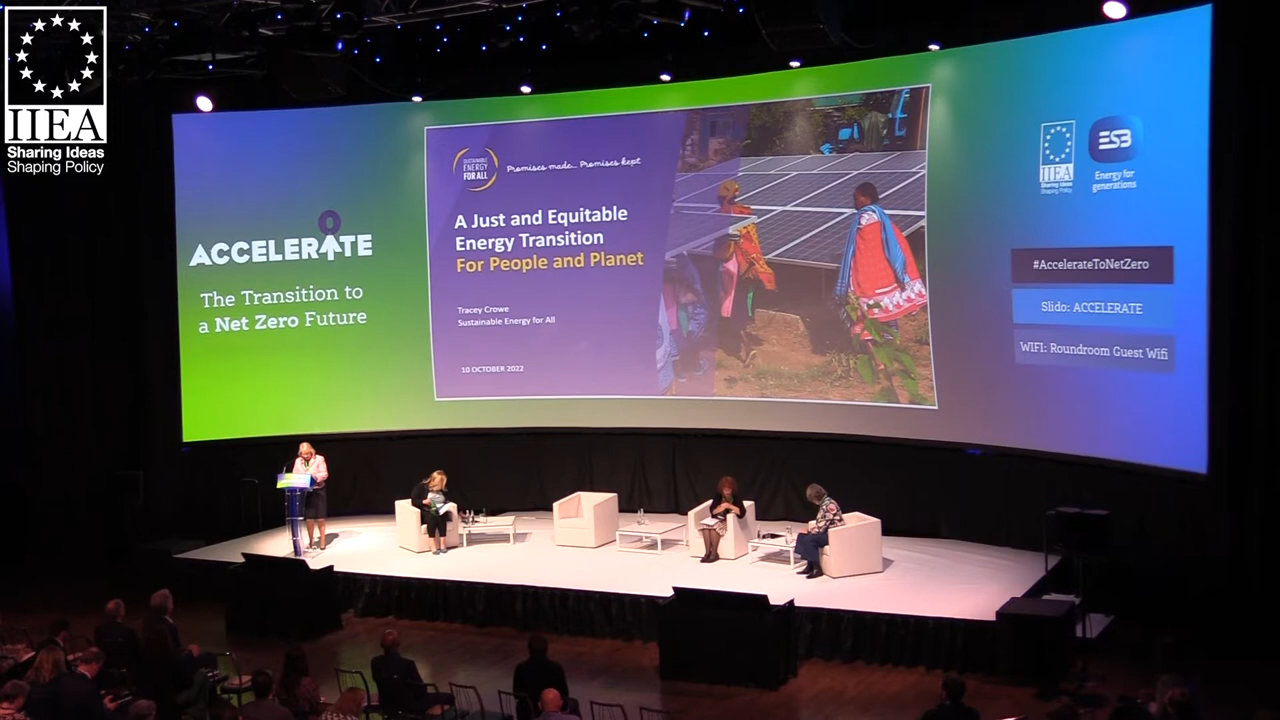 IIEA
Sharing Ideas
Shaping Policy
ACCELERATE
The Transition to
a Net Zero Future
SUSTAINABLE
ENERGY
FOR ALL
Promises made... Promises kept
A Just and Equitable
Energy Transition
For People and Planet
Tracey Crowe
Sustainable Energy for All
10 OCTOBER 2022
IIEA
Sharing Ideas
Shaping Policy
ESB
Energy for
generations
#AccelerateToNetZero
Slido: ACCELERATE
WIFI: Roundroom Guest Wifi